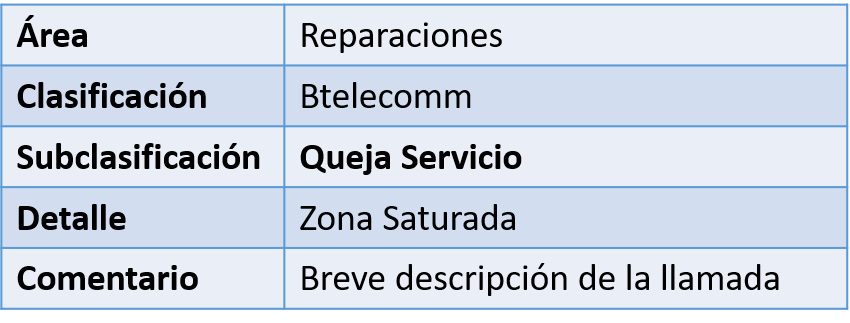 Área Reparaciones
Clasificación Btelecomm
Subclasificación Queja Servicio
Detalle Zona Saturada
Comentario Breve descripción de la llamada